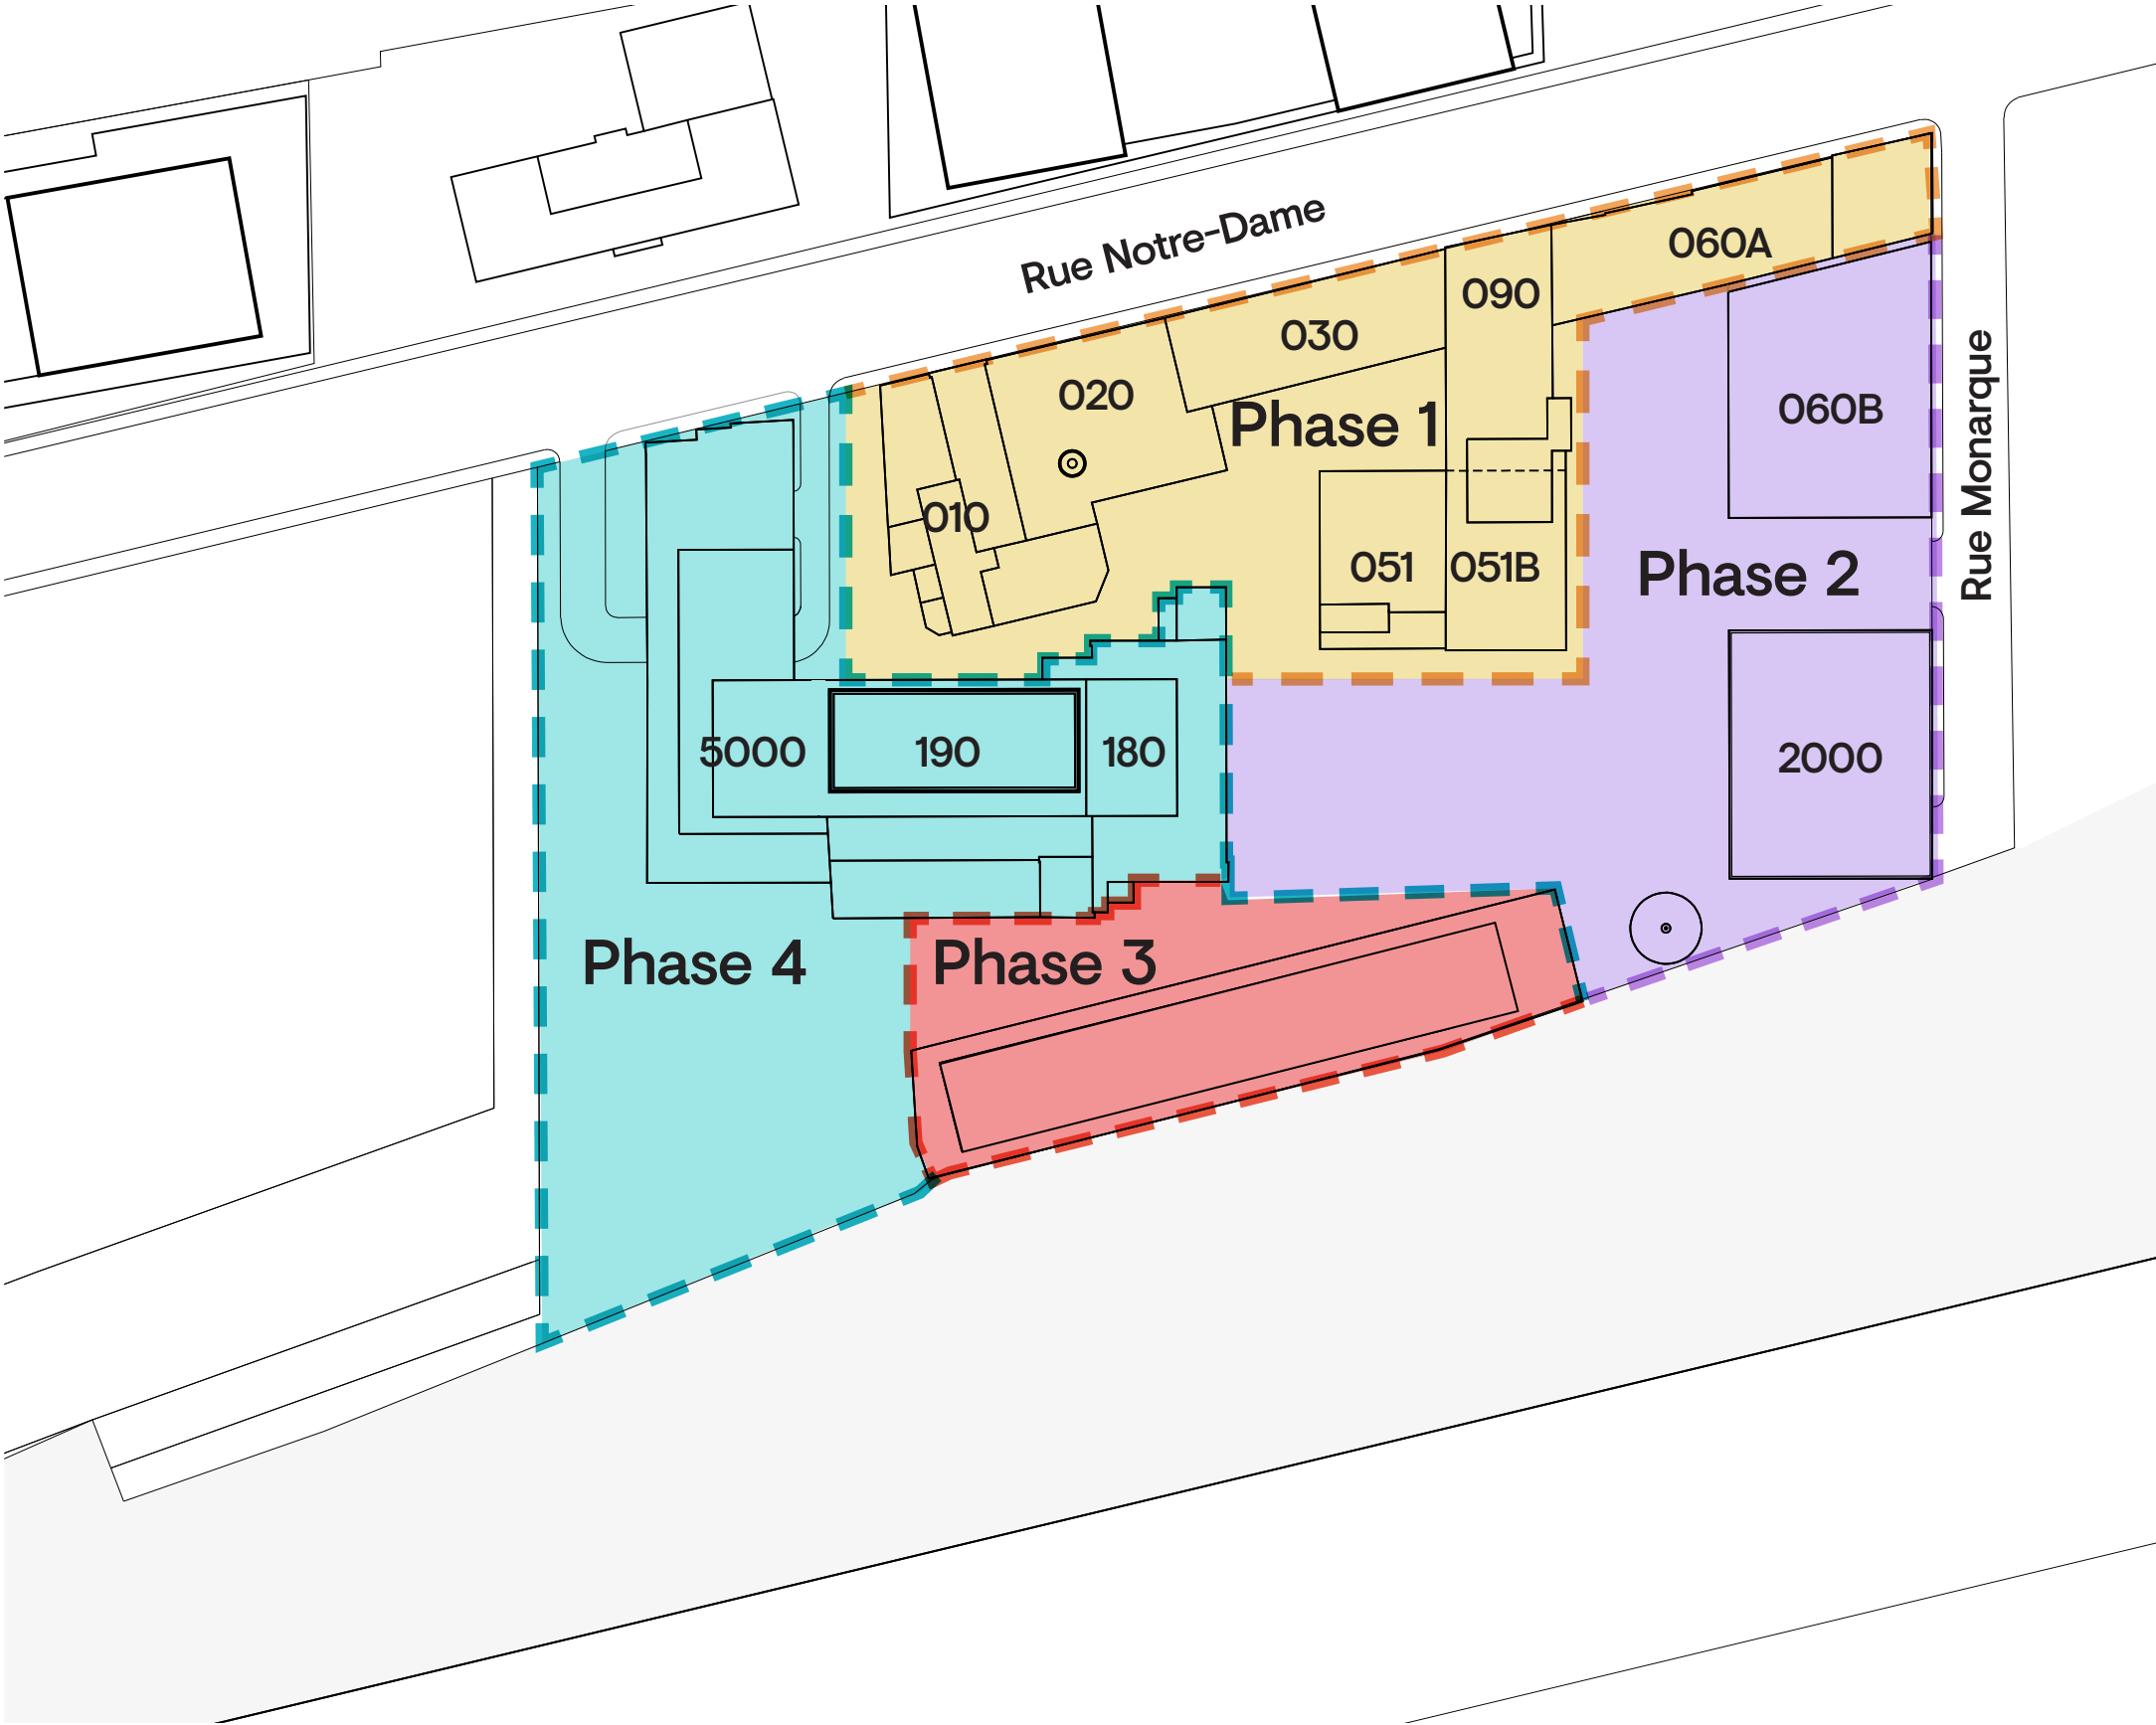 Rue Notre-Dame
060A
090
030
020
Phase 1
060B
Rue Monarque
010
051
051B
Phase 2
5000
190
180
2000
Phase 4
Phase 3